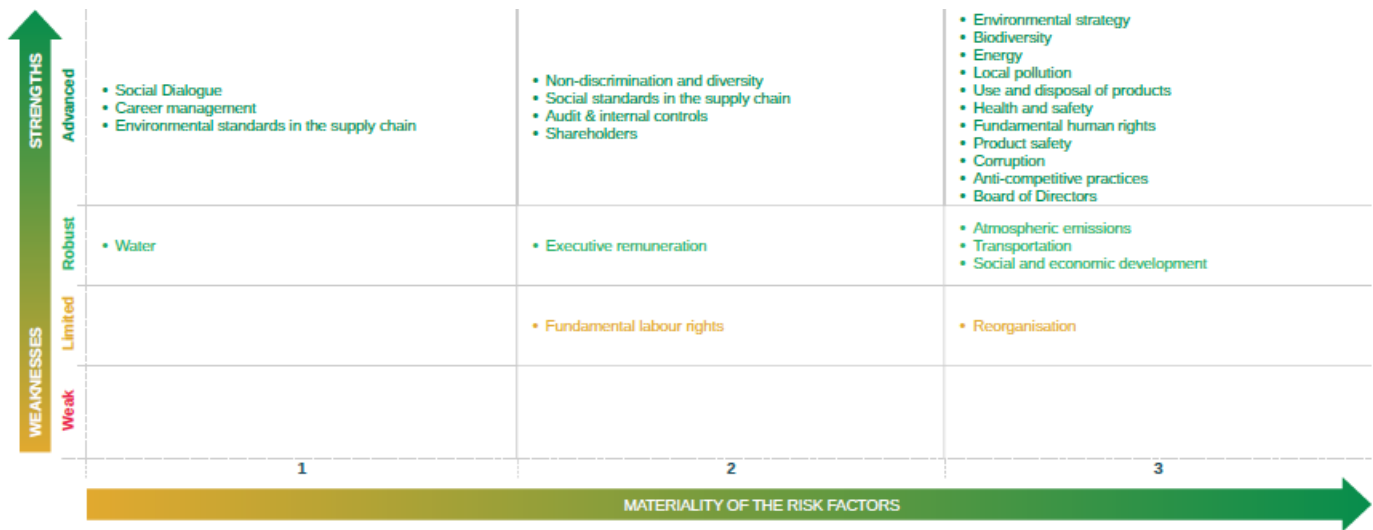 STRENGTHS
WEAKNESSES
Advanced
• Social Dialogue
• Career management
• Environmental standards in the supply chain
• Non-discrimination and diversity
• Social standards in the supply chain
• Audit & internal controls
• Shareholders
• Environmental strategy
• Biodiversity
• Energy
• Local pollution
• Use and disposal of products
• Health and safety
• Fundamental human rights
• Product safety
• Corruption
• Anti-competitive practices
• Board of Directors
Robust
• Water
• Executive remuneration
• Atmospheric emissions
• Transportation
• Social and economic development
Limited
• Fundamental labour rights
• Reorganisation
Weak
1
2
3
MATERIALITY OF THE RISK FACTORS